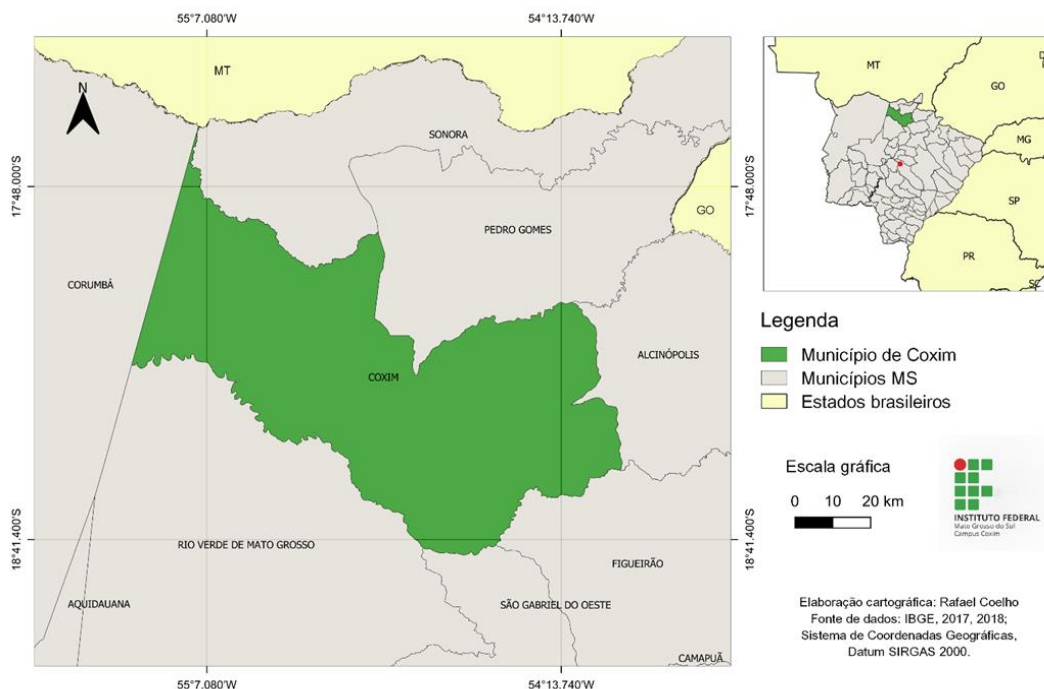 55°7.080'W
54°13.740'W
MT
N
SONORA
17°48.000'S
17°48.000'S
GO
PEDRO GOMES
CORUMBÁ
ALCINÓPOLIS
COXIM
18°41.400'S
18°41.400'S
RIO VERDE DE MATO GROSSO
FIGUEIRÃO
AQUIDAUANA
SÃO GABRIEL DO OESTE
CAMAPUÃ
55°7.080'W
54°13.740'W
MT
GO
D
MG
SP
PR
SC
Legenda
Município de Coxim
Municípios MS
Estados brasileiros
Escala gráfica
0 10 20 km
INSTITUTO FEDERAL
Mato Grosso do Sul
Campus Coxim
Elaboração cartográfica: Rafael Coelho
Fonte de dados: IBGE, 2017, 2018;
Sistema de Coordenadas Geográficas,
Datum SIRGAS 2000.